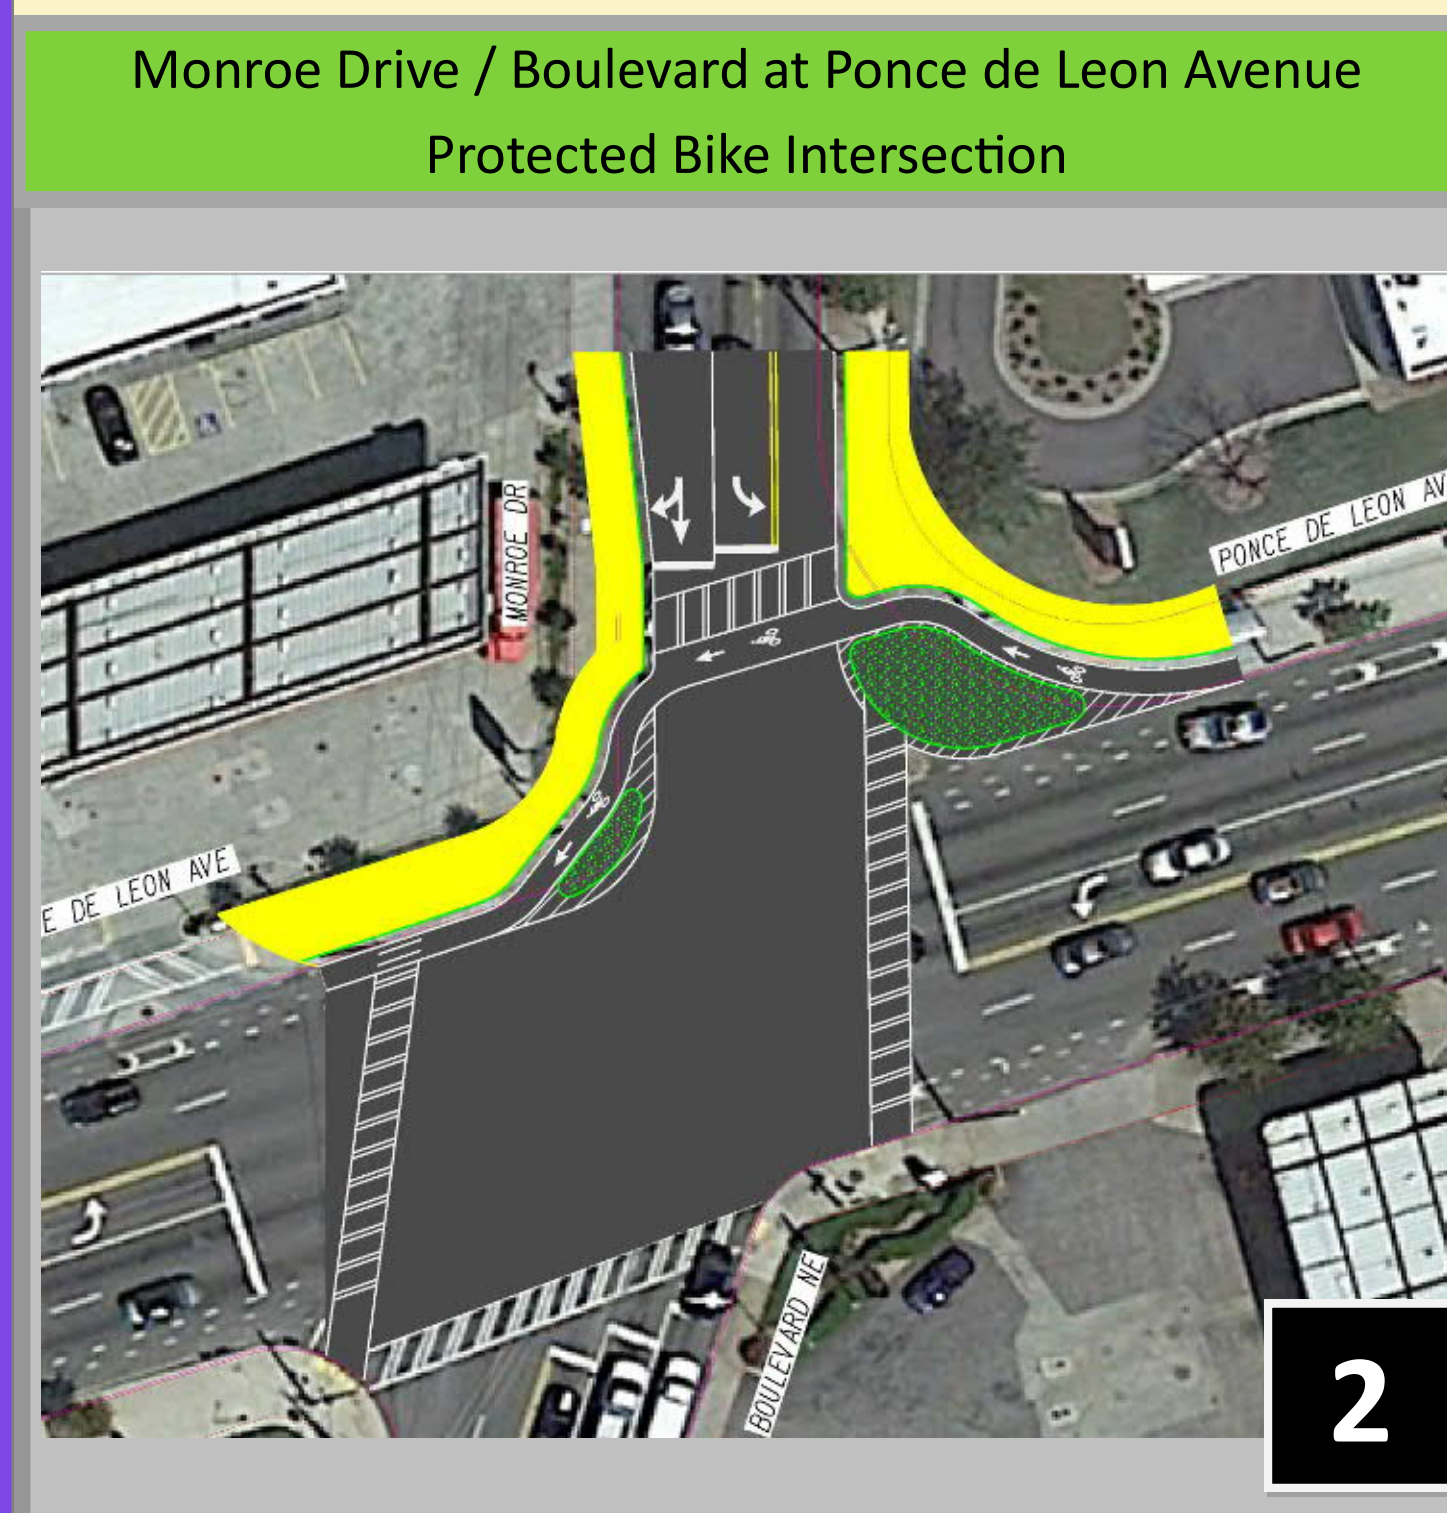 Monroe Drive / Boulevard at Ponce de Leon Avenue
Protected Bike Intersection
MONROE DR
PONCE DE LEON AV
E DE LEON AVE
BOULEVARD NE
2